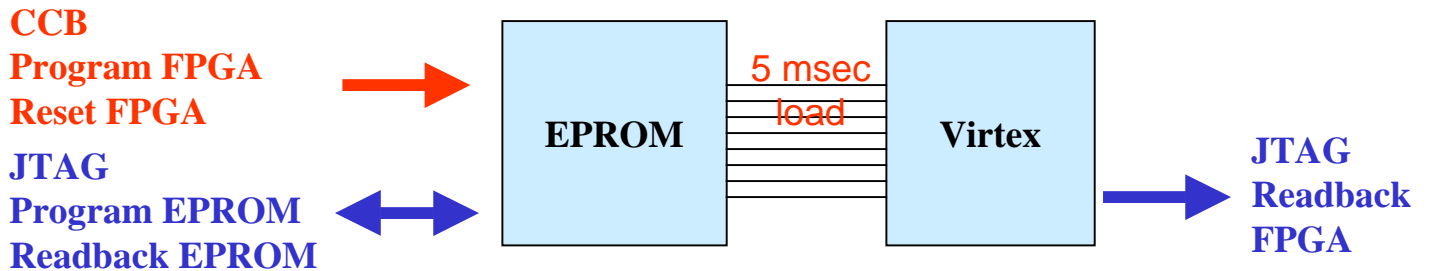 CCB
Program FPGA
Reset FPGA
JTAG
Program EPROM
Readback EPROM
EPROM
5 msec
load
Virtex
JTAG
Readback
FPGA